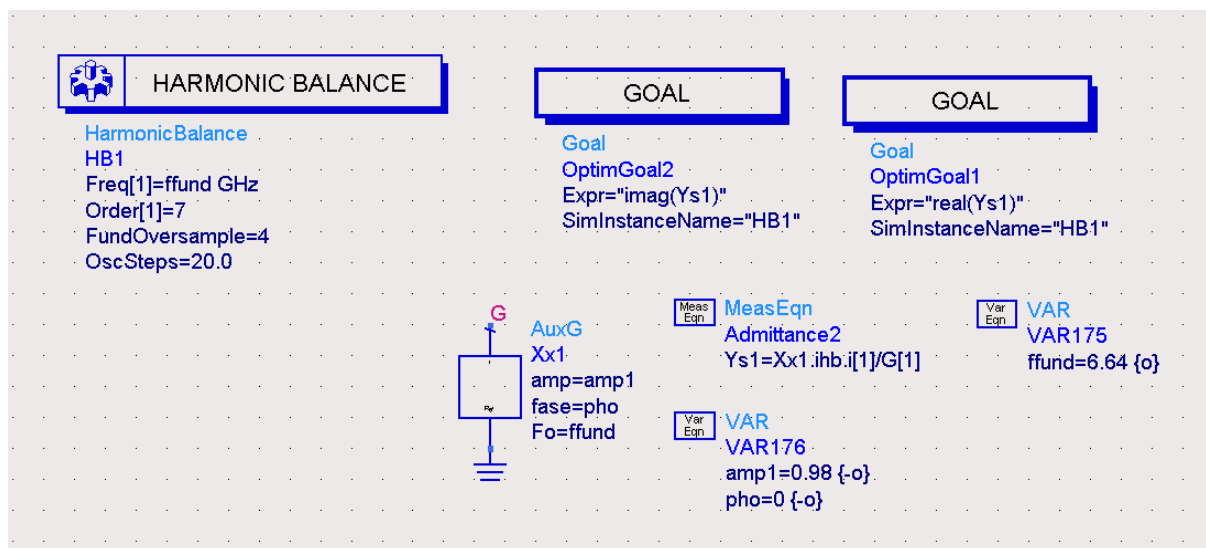 HARMONIC BALANCE
HarmonicBalance
HB1
Freq[1]=ffund GHz
Order[1]=7
FundOversample=4
OscSteps=20.0
GOAL
Goal
OptimGoal2
Expr="imag(Ys1)"
SimInstanceName="HB1"
GOAL
Goal
OptimGoal1
Expr="real(Ys1)"
SimInstanceName="HB1"
G
AuxG
Xx1
amp=amp1
fase=pho
Fo=ffund
Meas
Eqn
MeasEqn
Admittance2
Ys1=Xx1.ihb.i[1]/G[1]
Var
Eqn
VAR
VAR175
ffund=6.64 {o}
Var
Eqn
VAR
VAR176
amp1=0.98 {-o}
pho=0 {-o}